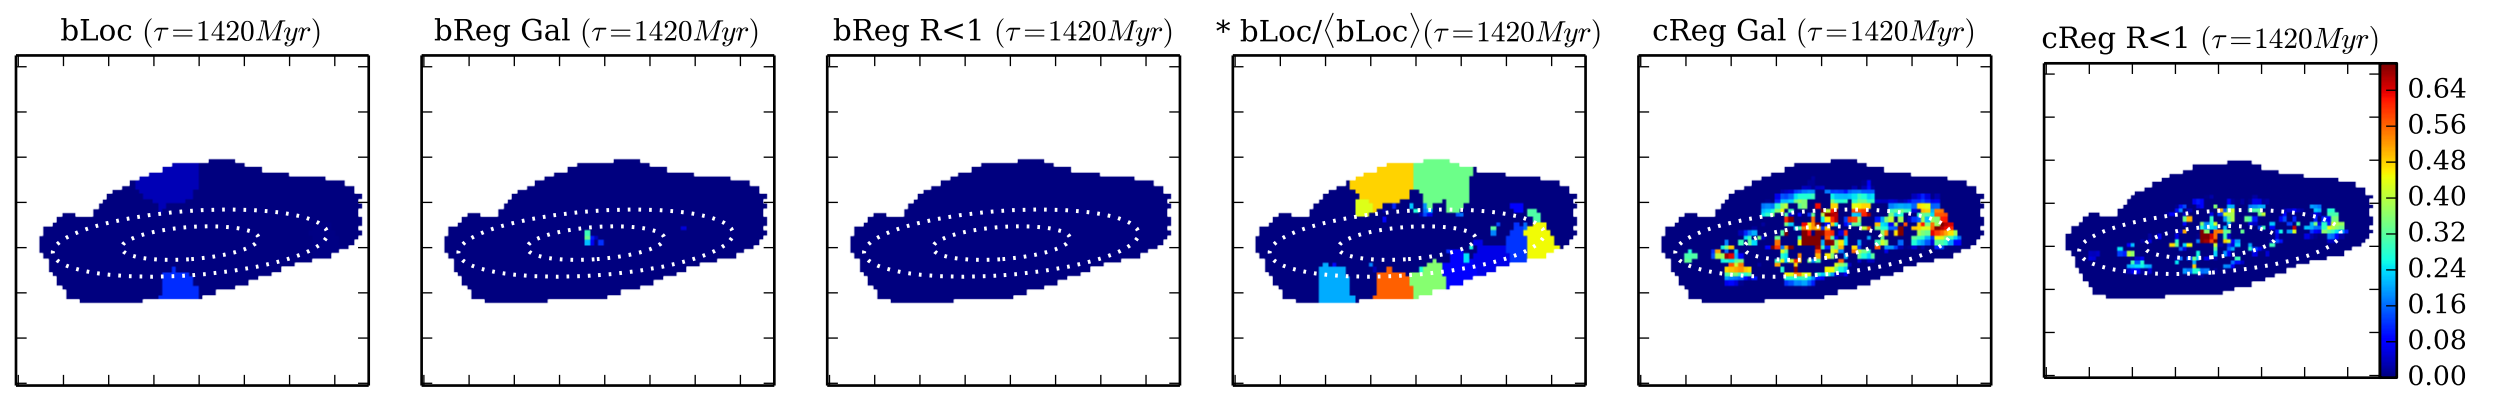 bLoc (τ=1420Myr)
bReg Gal (τ=1420Myr)
bReg R<1 (τ=1420Myr)
* bLoc/⟨bLoc⟩(τ=1420Myr)
cReg Gal (τ=1420Myr)
cReg R<1 (τ=1420Myr)
0.64
0.56
0.48
0.40
0.32
0.24
0.16
0.08
0.00